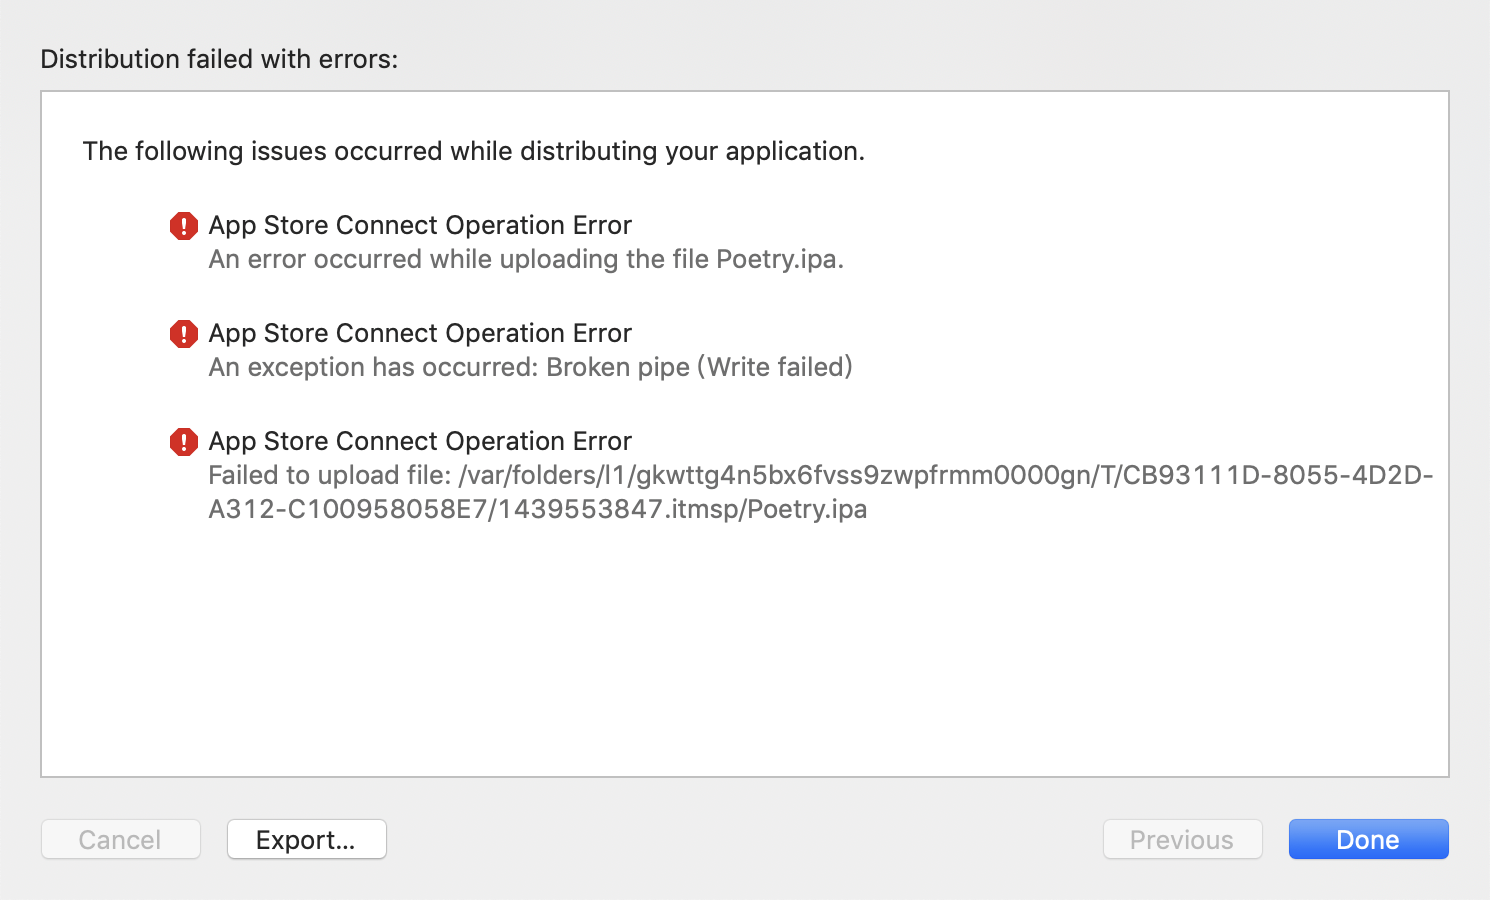 Distribution failed with errors:
The following issues occurred while distributing your application.
App Store Connect Operation Error
An error occurred while uploading the file Poetry.ipa.
App Store Connect Operation Error
An exception has occurred: Broken pipe (Write failed)
App Store Connect Operation Error
Failed to upload file: /var/folders/l1/gkwttg4n5bx6fvss9zwpfrmm0000gn/T/CB93111D-8055-4D2D-
A312-C100958058E7/1439553847.itmsp/Poetry.ipa
Cancel
Export...
Previous
Done